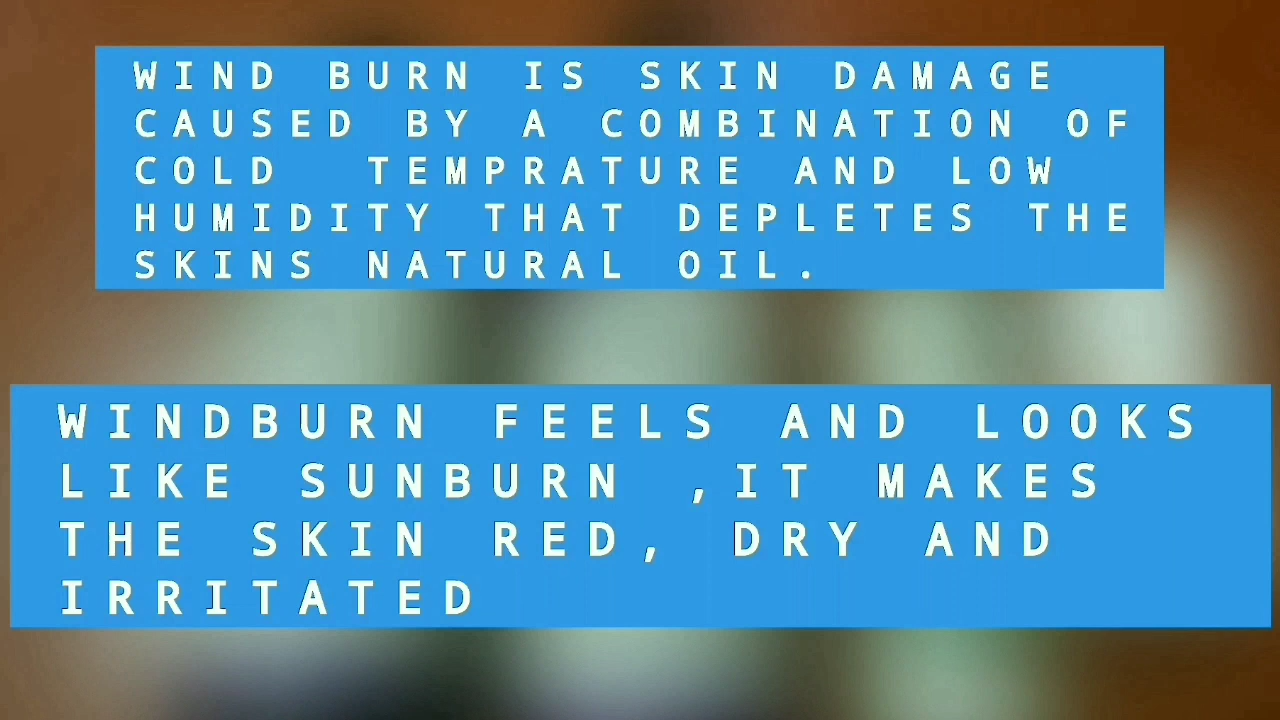 WIND BURN IS SKIN DAMAGE
CAUSED BY A COMBINATION OF
COLD TEMPRATURE AND LOW
HUMIDITY THAT DEPLETES THE
SKINS NATURAL OIL.
WINDBURN FEELS AND LOOKS
LIKE SUNBURN ,IT MAKES
THE SKIN RED, DRY AND
IRRITATED